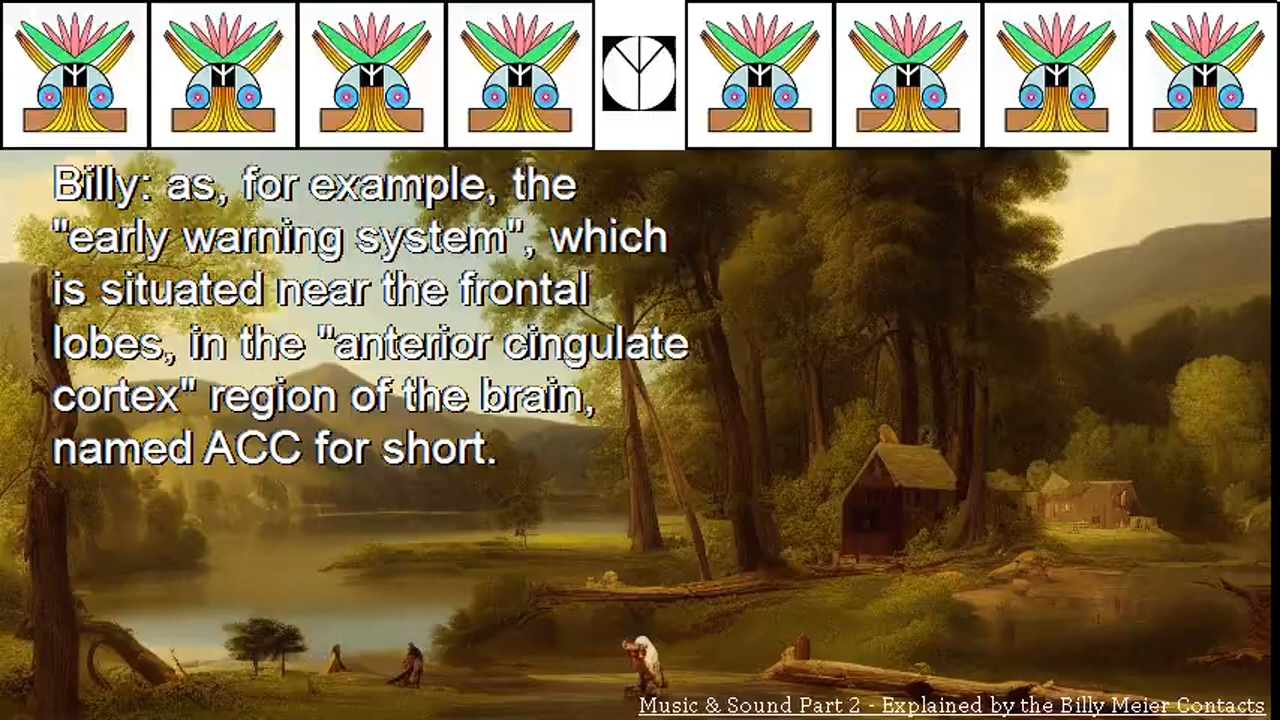 Billy: as, for example, the
"early warning system", which
is situated near the frontal
lobes, in the "anterior cingulate
cortex" region of the brain,
named ACC for short.
Music & Sound Part 2 - Explained by the Billy Meier Contacts